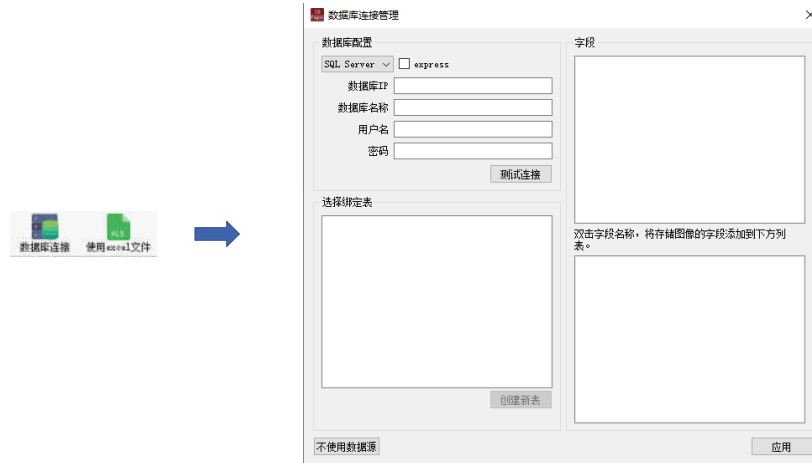 数据库连接管理
数据库配置
SQL Server
express
数据库IP
数据库名称
用户名
密码
测试连接
选择绑定表
创建新表
不使用数据源
字段
双击字段名称，将存储图像的字段添加到下方列
表。
应用
数据库连接
使用excel文件
XLS